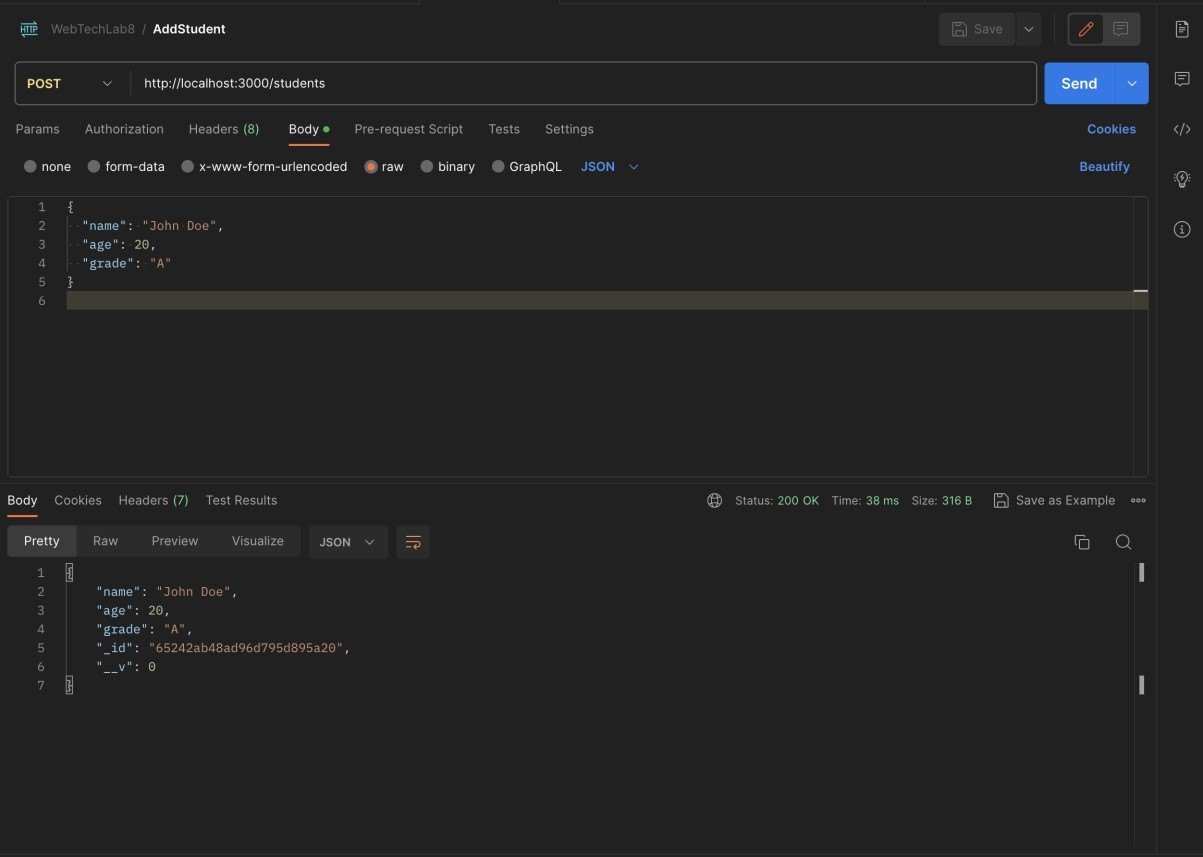 HTTP WebTechLab8 / AddStudent Save
POST http://localhost:3000/students Send
Params Authorization Headers (8) Body Pre-request Script Tests Settings Cookies
none form-data x-www-form-urlencoded raw binary GraphQL JSON Beautify
1 {
2 "name": "John Doe",
3 "age": 20,
4 "grade": "A"
5 }
6
Body Cookies Headers (7) Test Results Status: 200 OK Time: 38 ms Size: 316 B Save as Example
Pretty Raw Preview Visualize JSON
1 {
2 "name": "John Doe",
3 "age": 20,
4 "grade": "A",
5 "_id": "65242ab48ad96d795d895a20",
6 "__v": 0
7 }